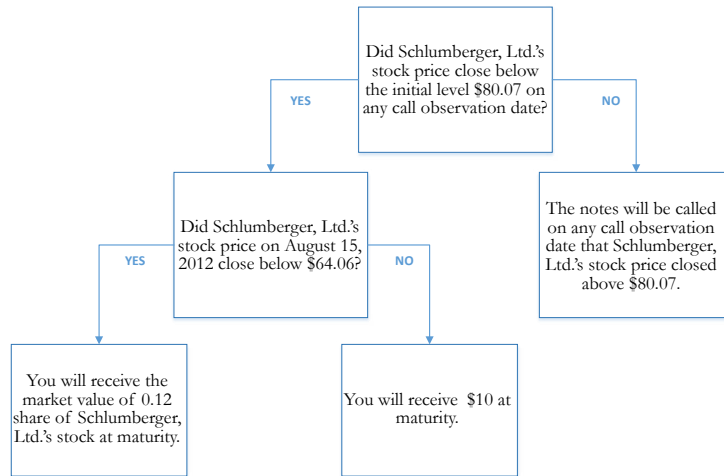 Did Schlumberger, Ltd.'s
stock price close below
the initial level $80.07 on
any call observation date?
YES
NO
Did Schlumberger, Ltd.'s
stock price on August 15,
2012 close below $64.06?
The notes will be called
on any call observation
date that Schlumberger,
Ltd.'s stock price closed
above $80.07.
YES
NO
You will receive the
market value of 0.12
share of Schlumberger,
Ltd.'s stock at maturity.
You will receive $10 at
maturity.